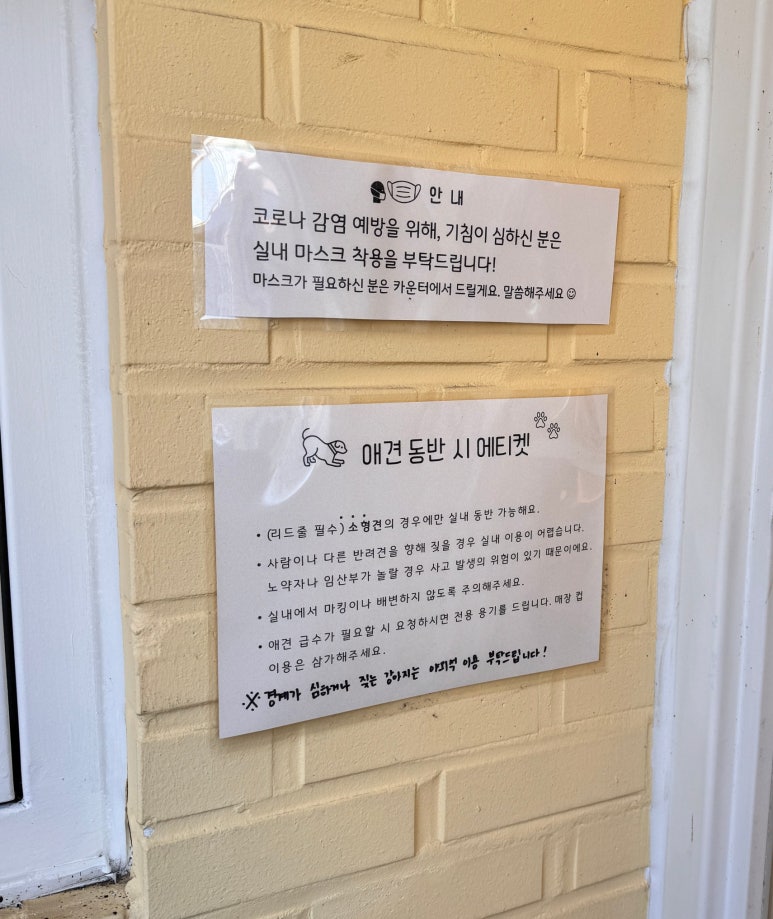 안 내
코로나 감염 예방을 위해, 기침이 심하신 분은
실내 마스크 착용을 부탁드립니다!
마스크가 필요하신 분은 카운터에서 드릴게요. 말씀해주세요 ☺
애견 동반 시 에티켓
• (리드줄 필수) 소형견의 경우에만 실내 동반 가능해요.
• 사람이나 다른 반려견을 향해 짖을 경우 실내 이용이 어렵습니다.
노약자나 임산부가 놀랄 경우 사고 발생의 위험이 있기 때문이에요.
• 실내에서 마킹이나 배변하지 않도록 주의해주세요.
• 애견 급수가 필요할 시 요청하시면 전용 용기를 드립니다. 매장 컵
이용은 삼가해주세요.
※ 경계가 심하거나 짖는 강아지는 야외석 이용 부탁드립니다!